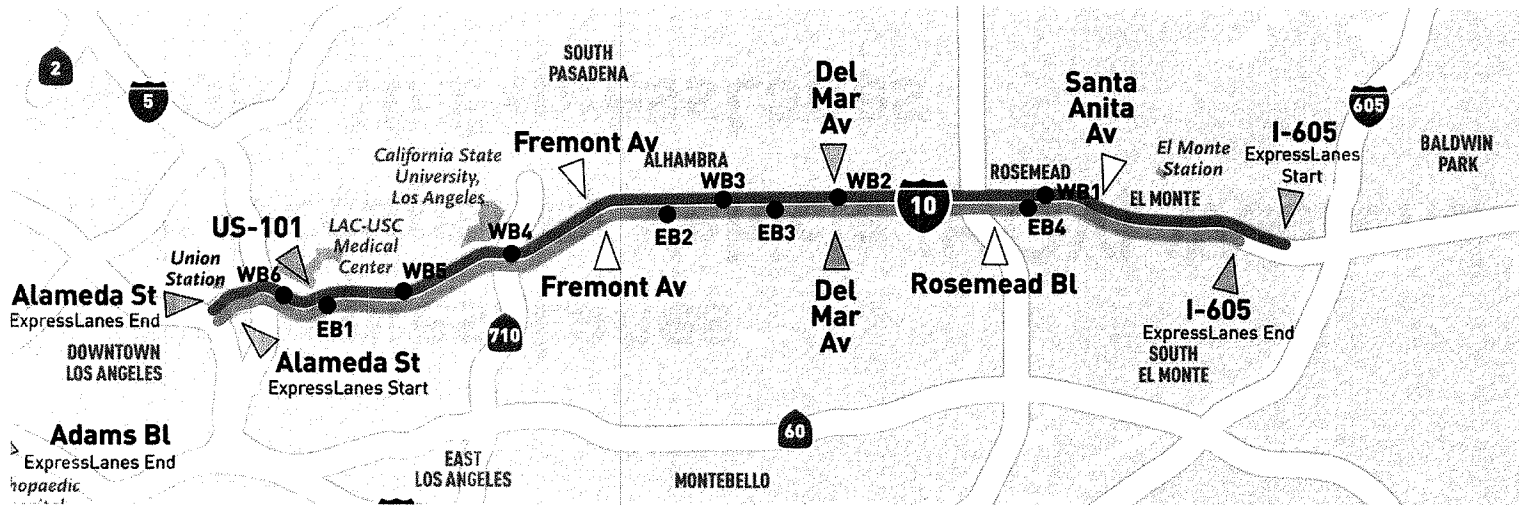 2
5
SOUTH
PASADENA
Del
Mar
Av
Santa
Anita
Av
605
I-605
ExpressLanes
Start
BALDWIN
PARK
Fremont Av
ALHAMBRA
California State
University,
Los Angeles
El Monte
Station
ROSEMEAD
WB3
WB2
WB1
EL MONTE
10
US-101
LAC-USC
Medical
Center
WB4
EB2
EB3
EB4
Union
Station
WB6
WB5
Fremont Av
Rosemead Bl
Alameda St
ExpressLanes End
EB1
Del
Mar
Av
I-605
ExpressLanes End
710
DOWNTOWN
LOS ANGELES
Alameda St
ExpressLanes Start
SOUTH
EL MONTE
60
Adams Bl
ExpressLanes End
EAST
LOS ANGELES
MONTEBELLO
hopaedic